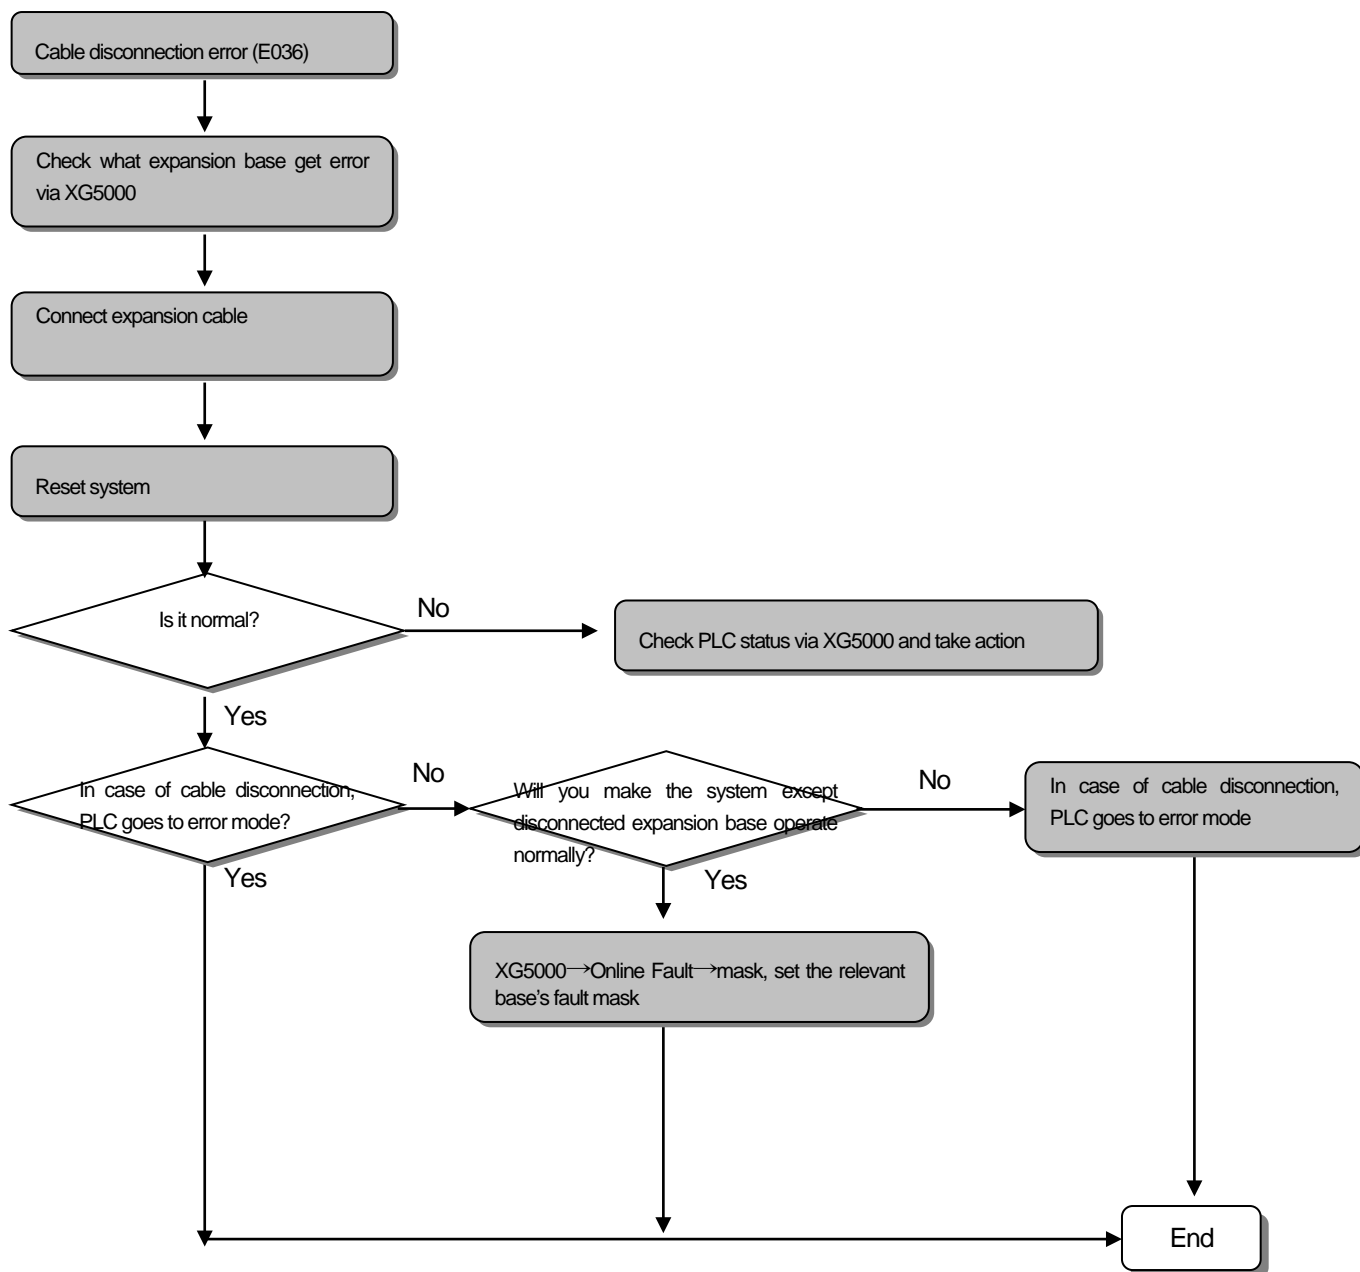 Cable disconnection error (E036)
Check what expansion base get error
via XG5000
Connect expansion cable
Reset system
Is it normal?
No
Check PLC status via XG5000 and take action
Yes
In case of cable disconnection,
PLC goes to error mode?
No
Will you make the system except
disconnected expansion base operate
normally?
No
In case of cable disconnection,
PLC goes to error mode
Yes
Yes
XG5000→Online Fault→mask, set the relevant
base’s fault mask
End